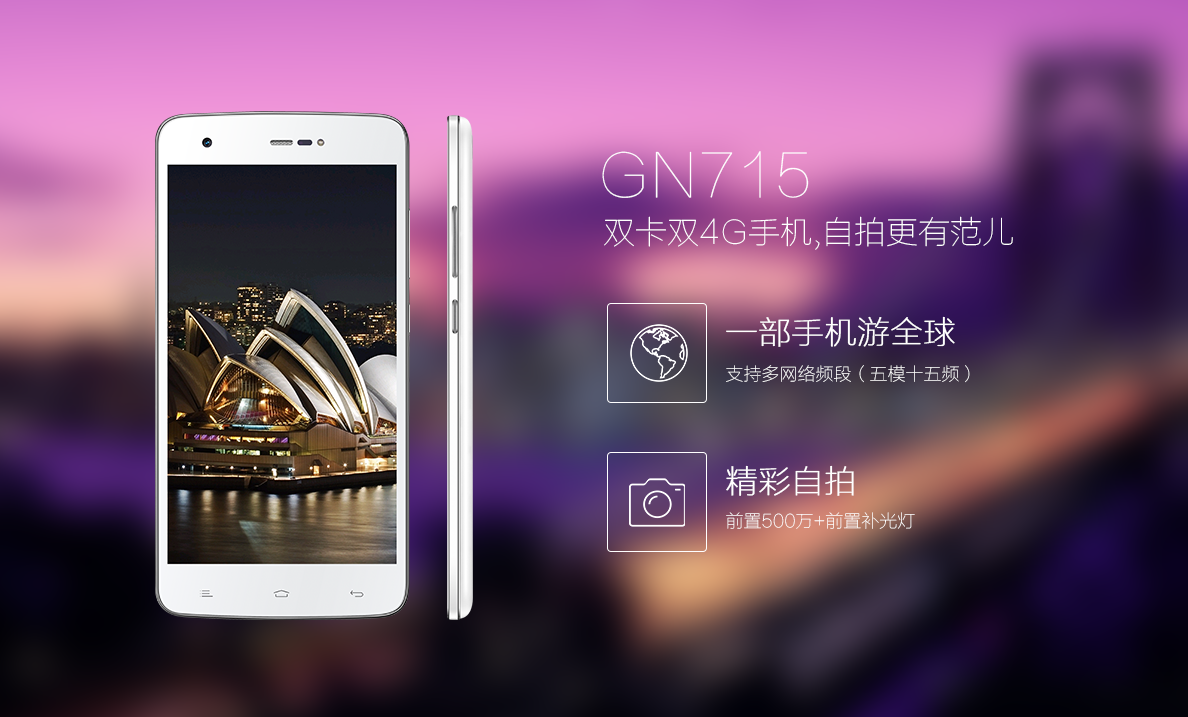 GN715
双卡双4G手机,自拍更有范儿
一部手机游全球
支持多网络频段（五模十五频）
精彩自拍
前置500万+前置补光灯